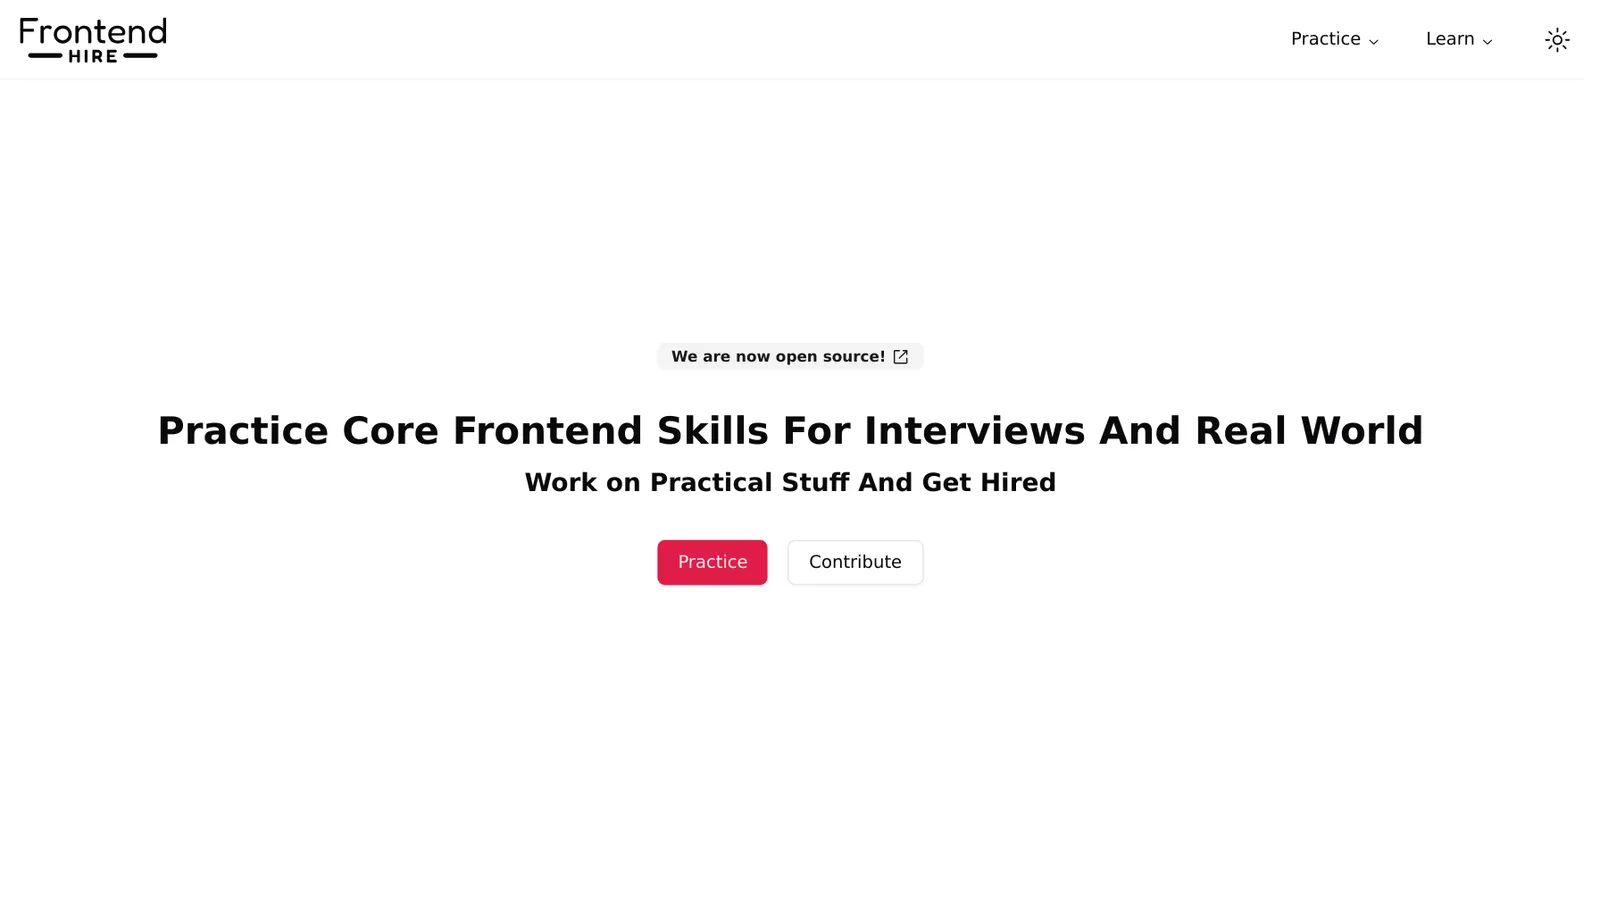 Frontend
HIRE
Practice
Learn
We are now open source!
Practice Core Frontend Skills For Interviews And Real World
Work on Practical Stuff And Get Hired
Practice
Contribute